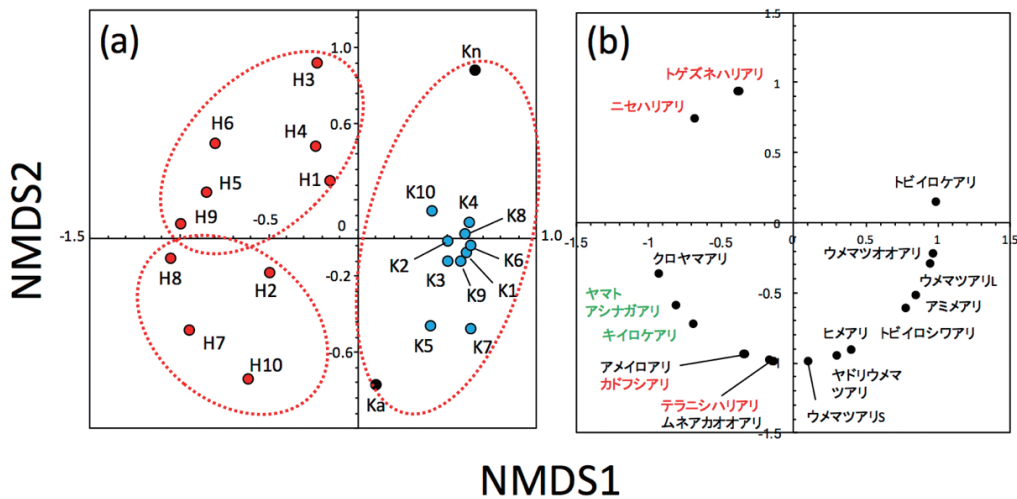 (a)
Kn
1.0
H3
0.6
H6
H4
H5
H1
K10
K4
0.2
H9
-0.5
0
K8
-1.5
1.0
H8
H2
K2
K6
-0.2
K3
K9
K1
H7
K5
K7
-0.6
H10
Ka
NMDS2
(b)
1.5
トゲズネハリアリ
1
ニセハリアリ
0.5
トビイロケアリ
0
-1.5
-1
-0.5
0
0.5
1
1.5
クロヤマアリ
ウメマツオオアリ
ウメマツアリL
ヤマト
アシナガアリ
-0.5
アミメアリ
キイロケアリ
トビイロシワアリ
ヒメアリ
アメイロアリ
カドフシアリ
-1
ヤドリウメマ
ツアリ
テラニシハリアリ
ムネアカオオアリ
ウメマツアリS
-1.5
NMDS1